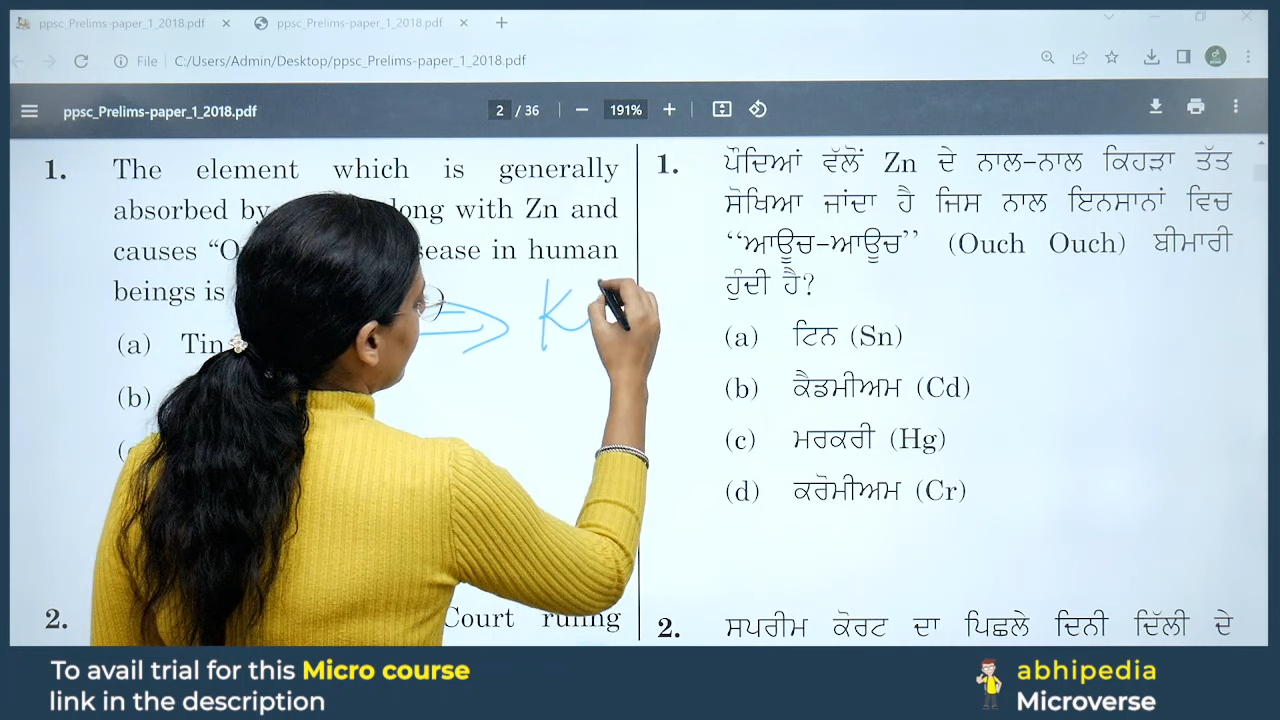 ppsc_Prelims-paper_1_2018.pdf
ppsc_Prelims-paper_1_2018.pdf
File C:/Users/Admin/Desktop/ppsc_Prelims-paper_1_2018.pdf
ppsc_Prelims-paper_1_2018.pdf
2 / 36
191%
1. The element which is generally
absorbed by along with Zn and
causes in human
beings is
(a) Tin
(b)
2. Court ruling
1. ਪੌਦਿਆਂ ਵੱਲੋਂ Zn ਦੇ ਨਾਲ-ਨਾਲ ਕਿਹੜਾ ਤੱਤ
ਸੋਖਿਆ ਜਾਂਦਾ ਹੈ ਜਿਸ ਨਾਲ ਇਨਸਾਨਾਂ ਵਿਚ
‘‘ਆਊਚ-ਆਊਚ’’ (Ouch Ouch) ਬੀਮਾਰੀ
ਹੁੰਦੀ ਹੈ?
(a) ਟਿਨ (Sn)
(b) ਕੈਡਮੀਅਮ (Cd)
(c) ਮਰਕਰੀ (Hg)
(d) ਕਰੋਮੀਅਮ (Cr)
2. ਸਪਰੀਮ ਕੋਰਟ ਦਾ ਪਿਛਲੇ ਦਿਨੀ ਦਿੱਲੀ ਦੇ
To avail trial for this Micro course
link in the description
abhipedia
Microverse